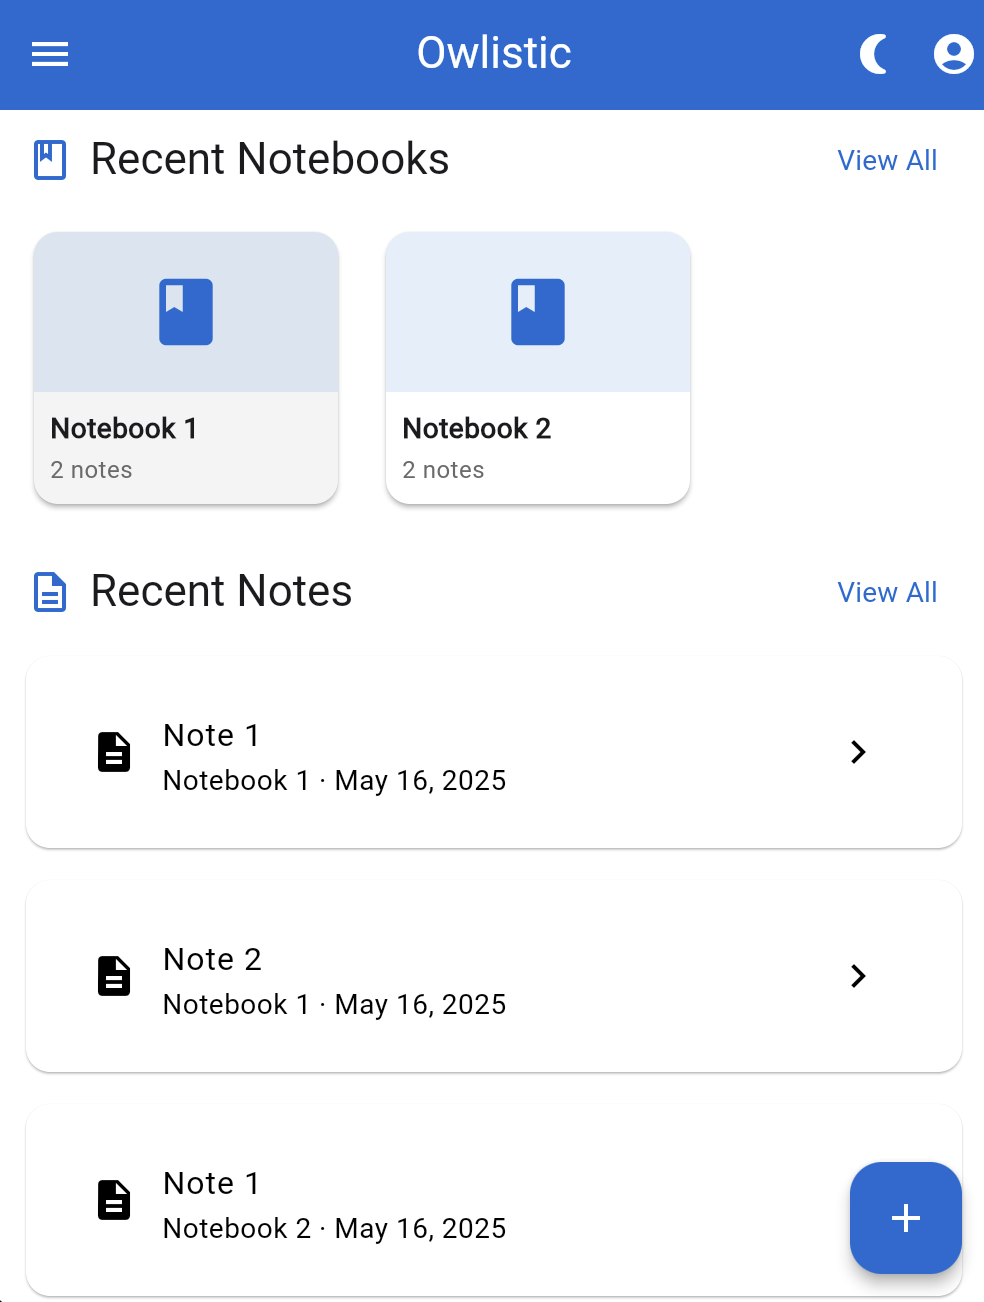 Owlistic
Recent Notebooks
View All
Notebook 1
2 notes
Notebook 2
2 notes
Recent Notes
View All
Note 1
Notebook 1 · May 16, 2025
Note 2
Notebook 1 · May 16, 2025
Note 1
Notebook 2 · May 16, 2025